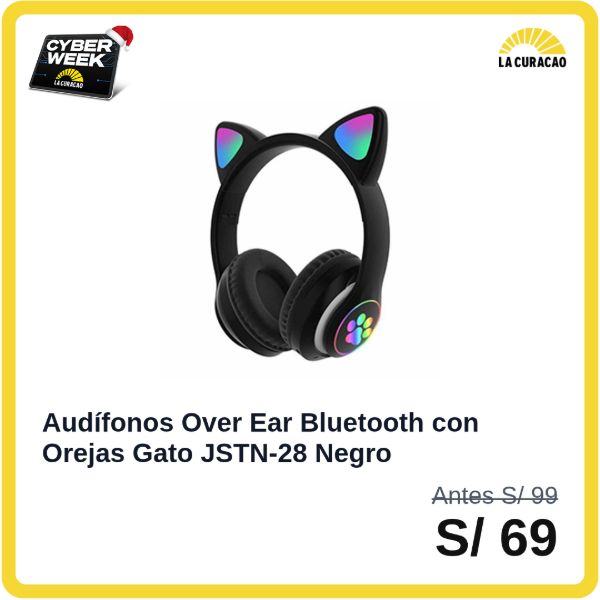 CYBER
WEEK
LA CURACAO
LA CURACAO
Audífonos Over Ear Bluetooth con
Orejas Gato JSTN-28 Negro
Antes S/ 99
S/ 69